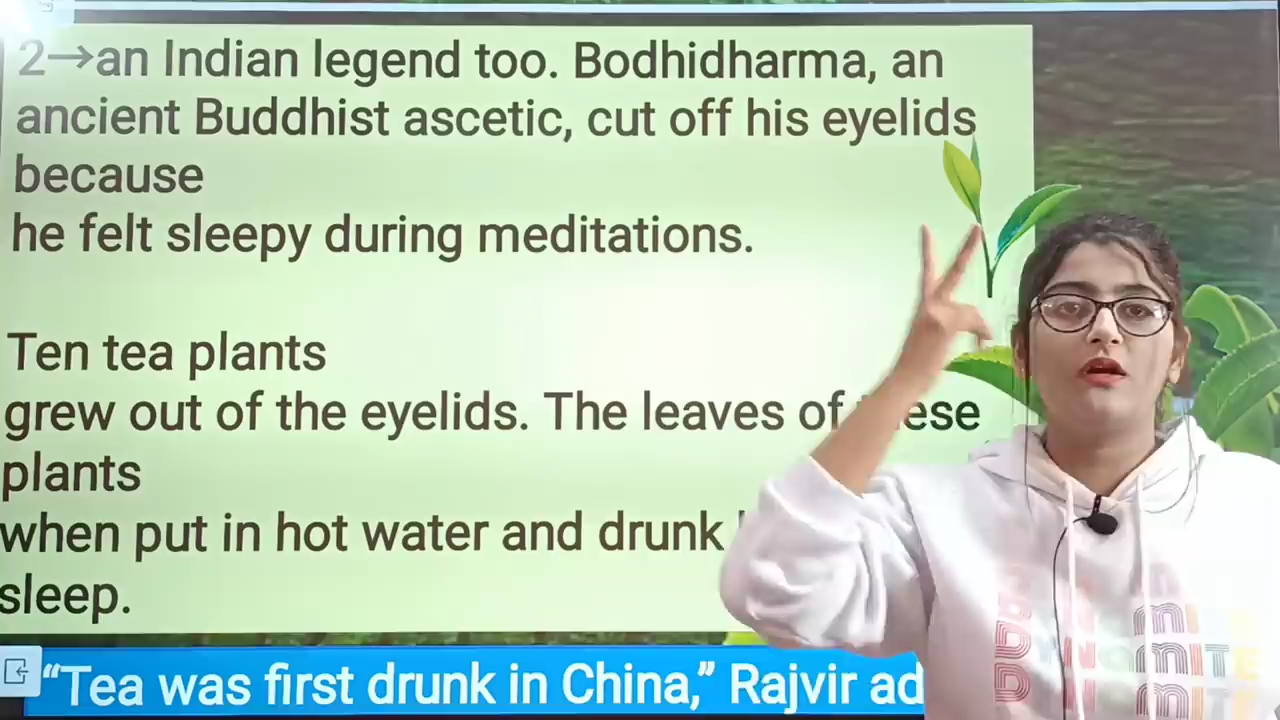 2→an Indian legend too. Bodhidharma, an
ancient Buddhist ascetic, cut off his eyelids
because
he felt sleepy during meditations.
Ten tea plants
grew out of the eyelids. The leaves of
plants
when put in hot water and drunk
sleep.
"Tea was first drunk in China," Rajvir